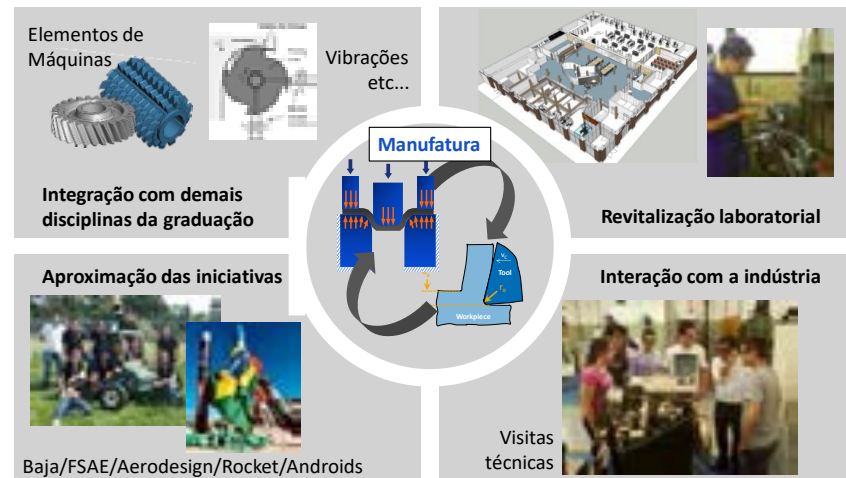 Elementos de
Máquinas
Vibrações
etc...
Integração com demais
disciplinas da graduação
Manufatura
Tool
Workpiece
Revitalização laboratorial
Aproximação das iniciativas
Baja/FSAE/Aerodesign/Rocket/Androids
Interação com a indústria
Visitas
técnicas